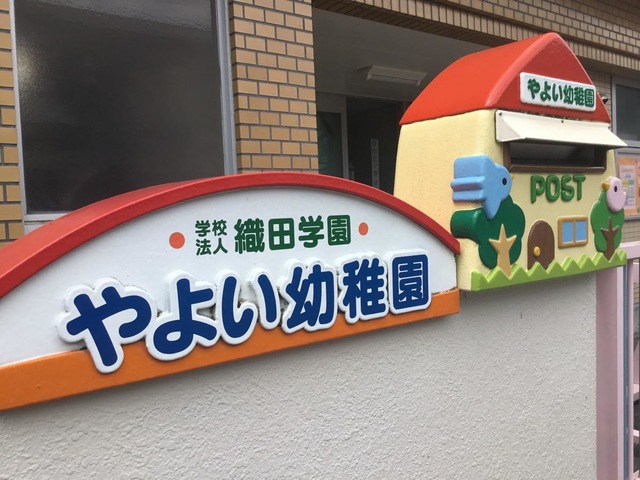 学校
法人 織田学園
やよい幼稚園
やよい幼稚園
POST